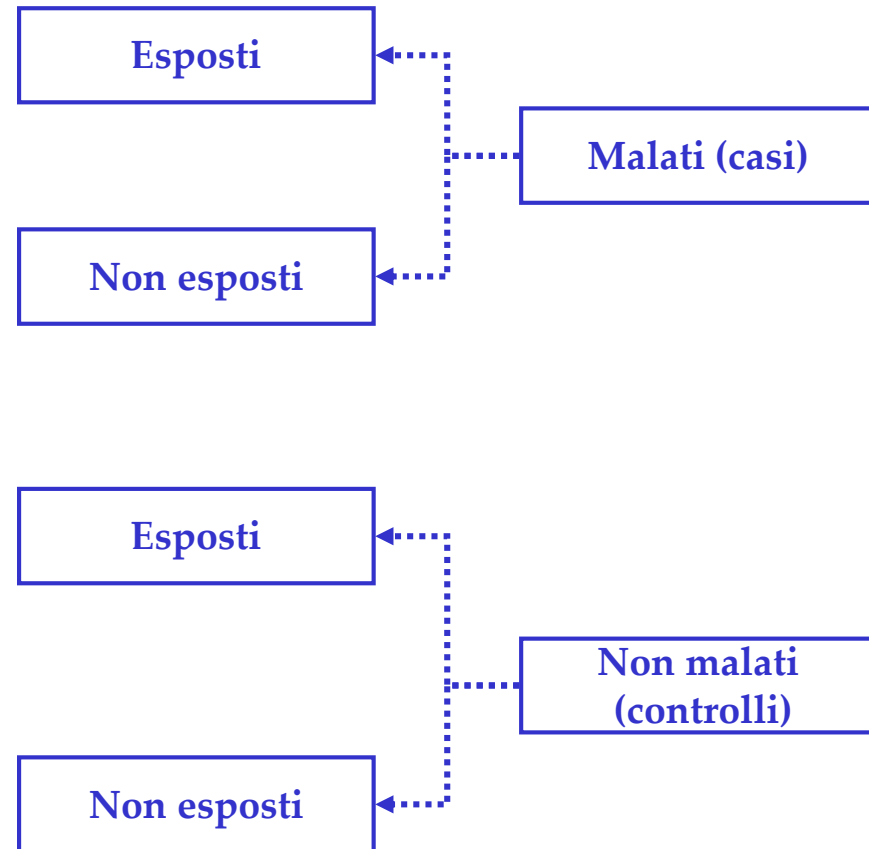 Esposti
Malati (casi)
Non esposti
Esposti
Non malati
(controlli)
Non esposti